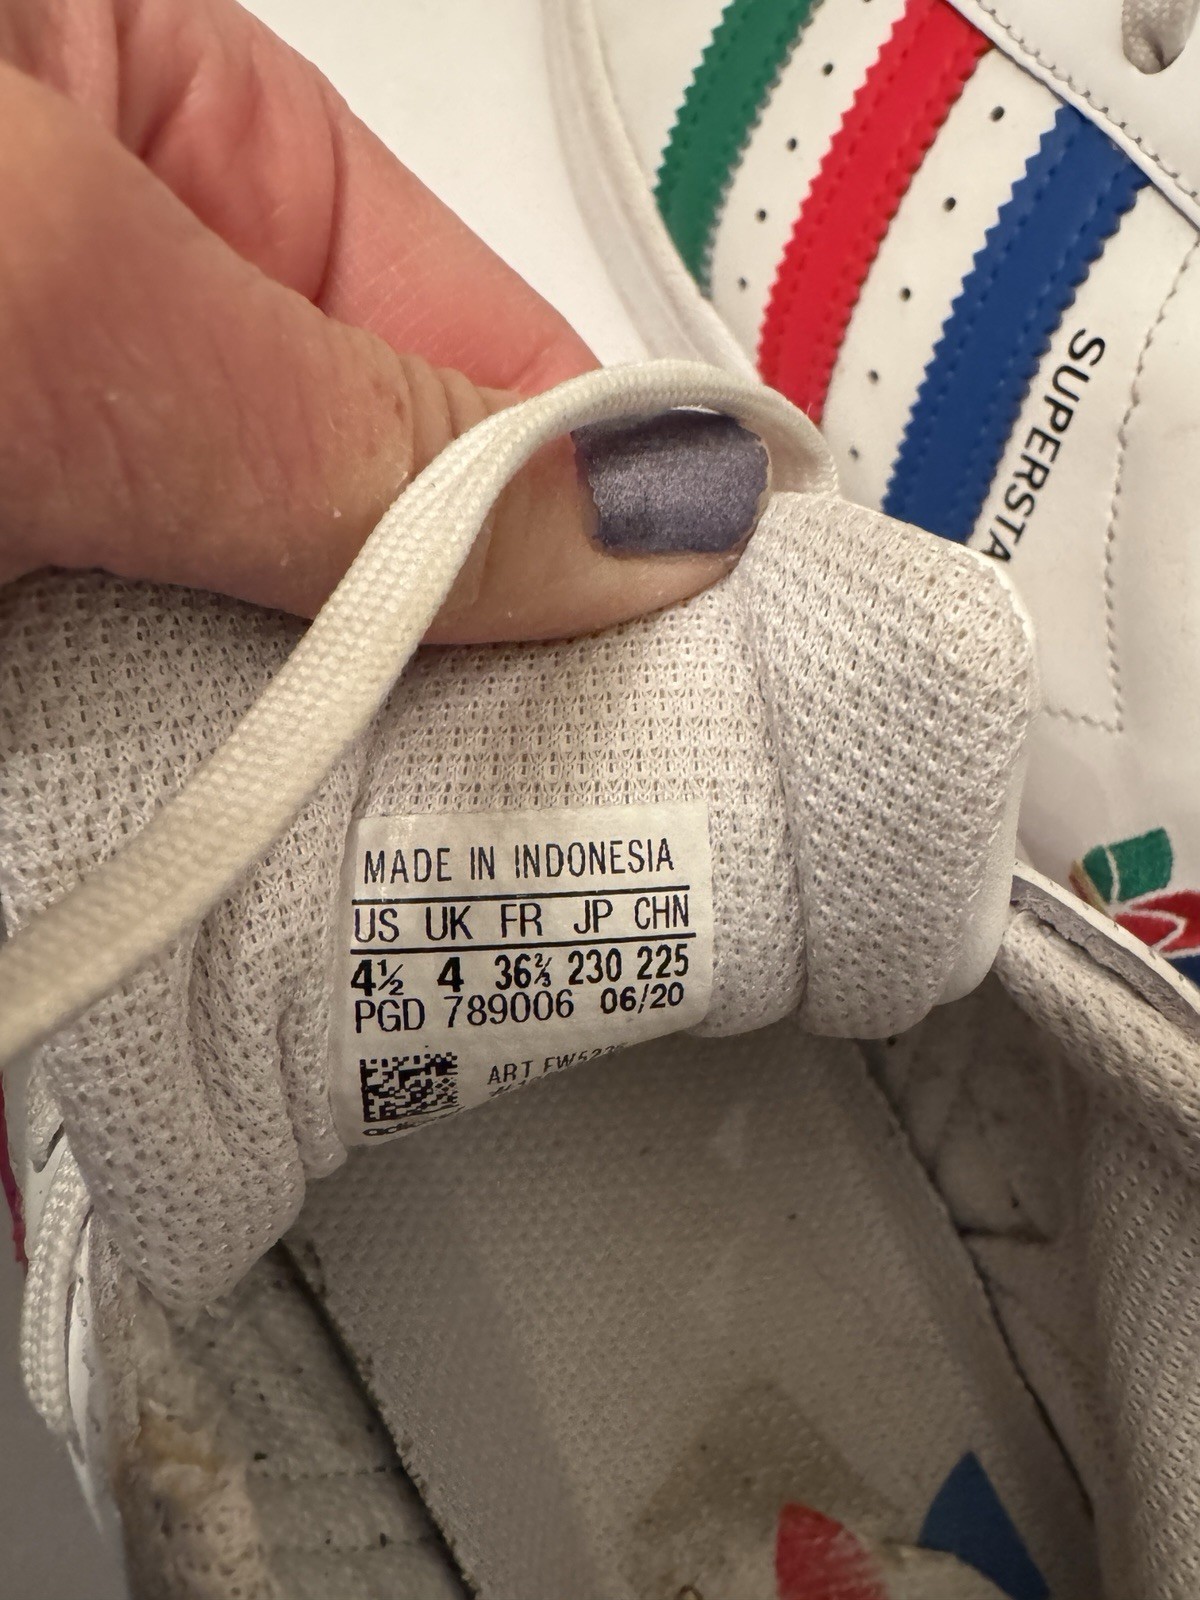 SUPERSTA
MADE IN INDONESIA
US UK FR JP CHN
4½ 4 36⅔ 230 225
PGD 789006 06/20
ART